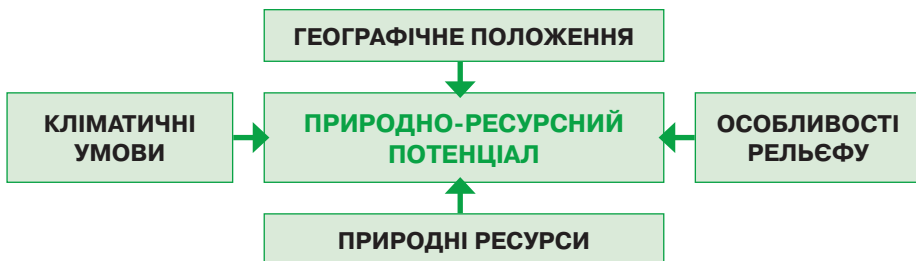 ГЕОГРАФІЧНЕ ПОЛОЖЕННЯ
КЛІМАТИЧНІ
УМОВИ
ПРИРОДНО-РЕСУРСНИЙ
ПОТЕНЦІАЛ
ОСОБЛИВОСТІ
РЕЛЬЄФУ
ПРИРОДНІ РЕСУРСИ